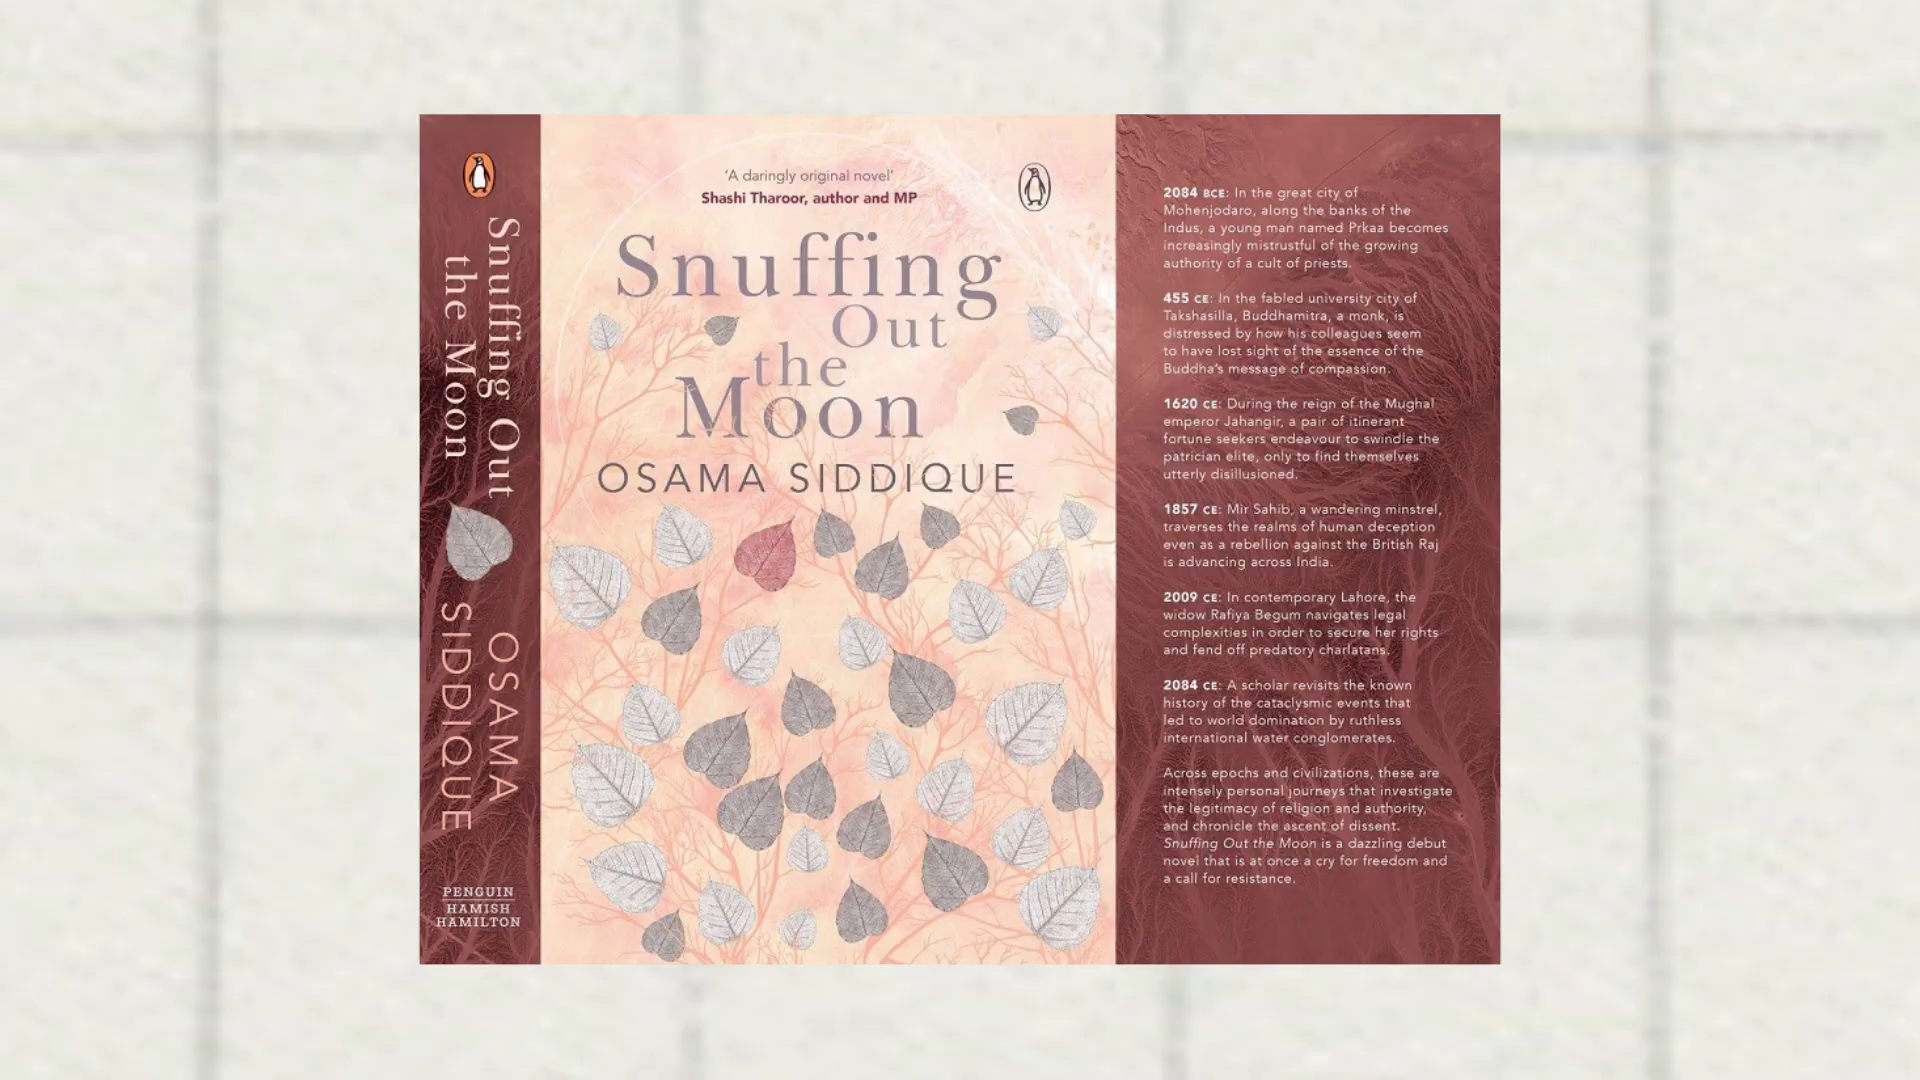 Snuffing Out
the Moon
OSAMA
SIDDIQUE
PENGUIN
HAMISH
HAMILTON
‘A daringly original novel’
Shashi Tharoor, author and MP
Snuffing
Out
the
Moon
OSAMA SIDDIQUE
2084 BCE: In the great city of
Mohenjodaro, along the banks of the
Indus, a young man named Prkaa becomes
increasingly mistrustful of the growing
authority of a cult of priests.
455 CE: In the fabled university city of
Takshasilla, Buddhamitra, a monk, is
distressed by how his colleagues seem
to have lost sight of the essence of the
Buddha’s message of compassion.
1620 CE: During the reign of the Mughal
emperor Jahangir, a pair of itinerant
fortune seekers endeavour to swindle the
patrician elite, only to find themselves
utterly disillusioned.
1857 CE: Mir Sahib, a wandering minstrel,
traverses the realms of human deception
even as a rebellion against the British Raj
is advancing across India.
2009 CE: In contemporary Lahore, the
widow Rafiya Begum navigates legal
complexities in order to secure her rights
and fend off predatory charlatans.
2084 CE: A scholar revisits the known
history of the cataclysmic events that
led to world domination by ruthless
international water conglomerates.
Across epochs and civilizations, these are
intensely personal journeys that investigate
the legitimacy of religion and authority,
and chronicle the ascent of dissent.
Snuffing Out the Moon is a dazzling debut
novel that is at once a cry for freedom and
a call for resistance.